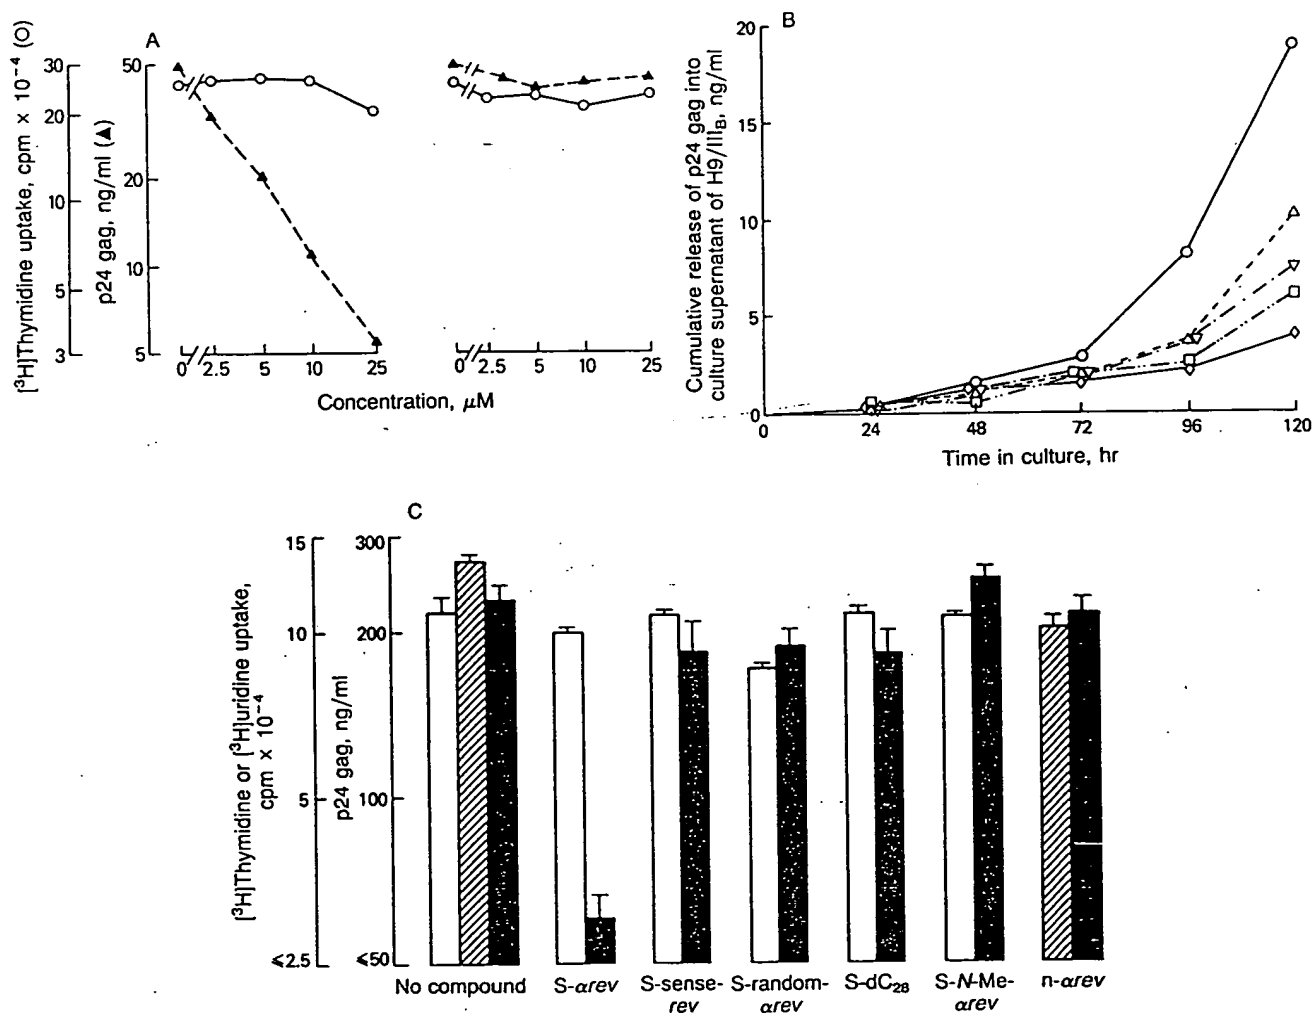 A
[³H]Thymidine uptake, cpm × 10⁻⁴ (O)
30
20
10
5
3
p24 gag, ng/ml (▲)
50
20
10
5
0 2.5 5 10 25
0 2.5 5 10 25
Concentration, μM
B
Cumulative release of p24 gag into
culture supernatant of H9/III_B, ng/ml
20
15
10
5
0
0 24 48 72 96 120
Time in culture, hr
C
[³H]Thymidine or [³H]uridine uptake,
cpm × 10⁻⁴
15
10
5
≤2.5
p24 gag, ng/ml
300
200
100
≤50
No compound S-αrev S-sense- S-random- S-dC₂₈ S-N-Me- n-αrev
rev αrev αrev